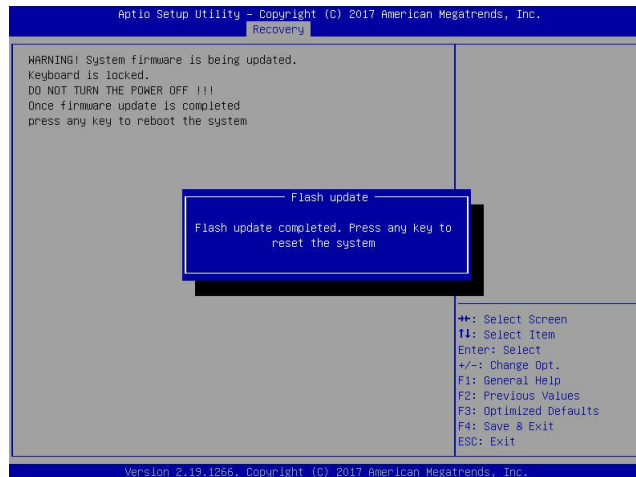 Aptio Setup Utility – Copyright (C) 2017 American Megatrends, Inc.
Recovery
WARNING! System firmware is being updated.
Keyboard is locked.
DO NOT TURN THE POWER OFF !!!
Once firmware update is completed
press any key to reboot the system
Flash update
Flash update completed. Press any key to
reset the system
→←: Select Screen
↑↓: Select Item
Enter: Select
+/-: Change Opt.
F1: General Help
F2: Previous Values
F3: Optimized Defaults
F4: Save & Exit
ESC: Exit
Version 2.19.1266. Copyright (C) 2017 American Megatrends, Inc.